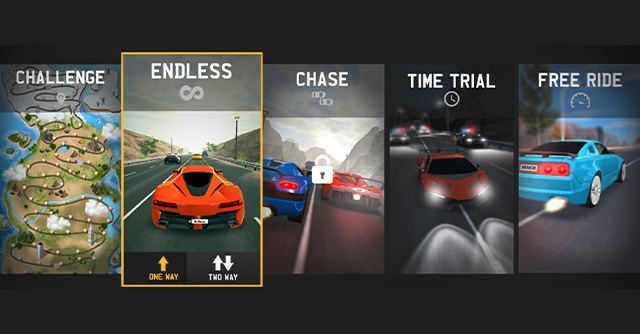 CHALLENGE
ENDLESS
CHASE
TIME TRIAL
FREE RIDE
ONE WAY
TWO WAY